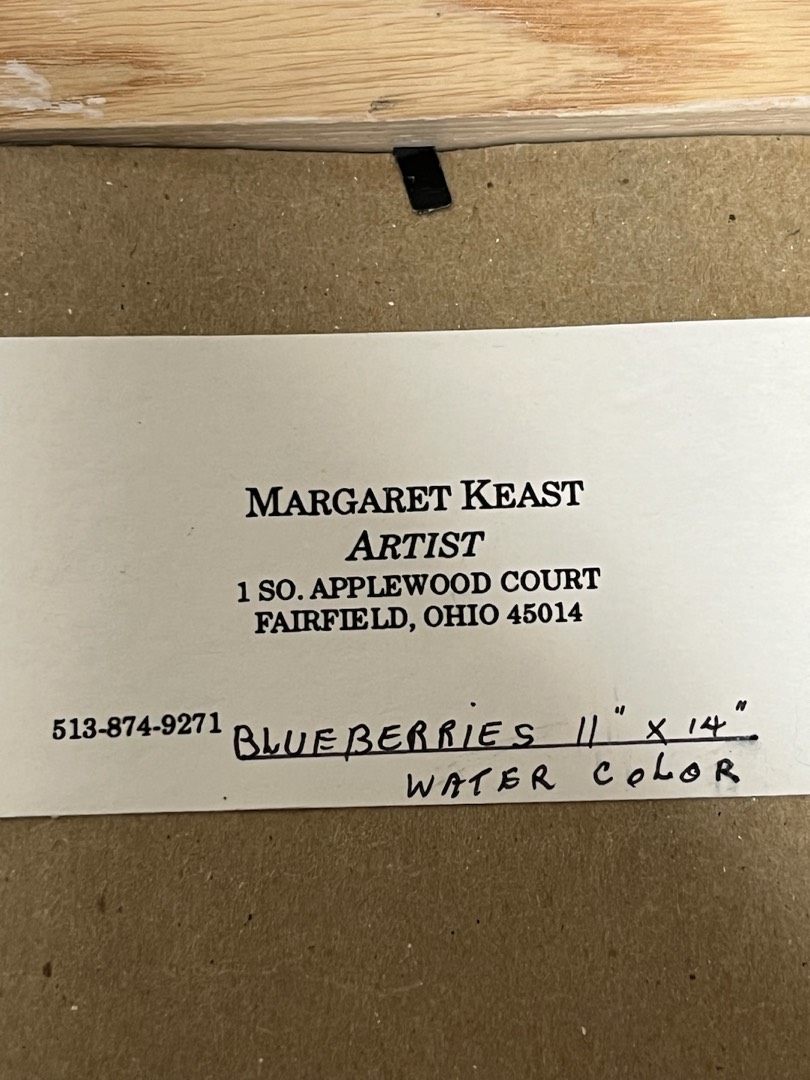 MARGARET KEAST
ARTIST
1 SO. APPLEWOOD COURT
FAIRFIELD, OHIO 45014
513-874-9271 BLUEBERRIES 11" X 14"
WATER COLOR